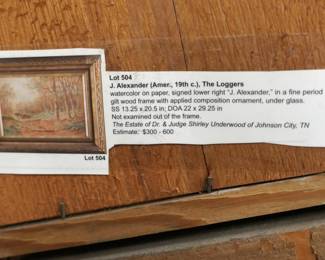 Lot 504
J. Alexander (Amer., 19th c.), The Loggers
watercolor on paper, signed lower right "J. Alexander," in a fine period
gilt wood frame with applied composition ornament, under glass.
SS 13.25 x 20.5 in; DOA 22 x 29.25 in
Not examined out of the frame.
The Estate of Dr. & Judge Shirley Underwood of Johnson City, TN
Estimate: $300 - 600
Lot 504